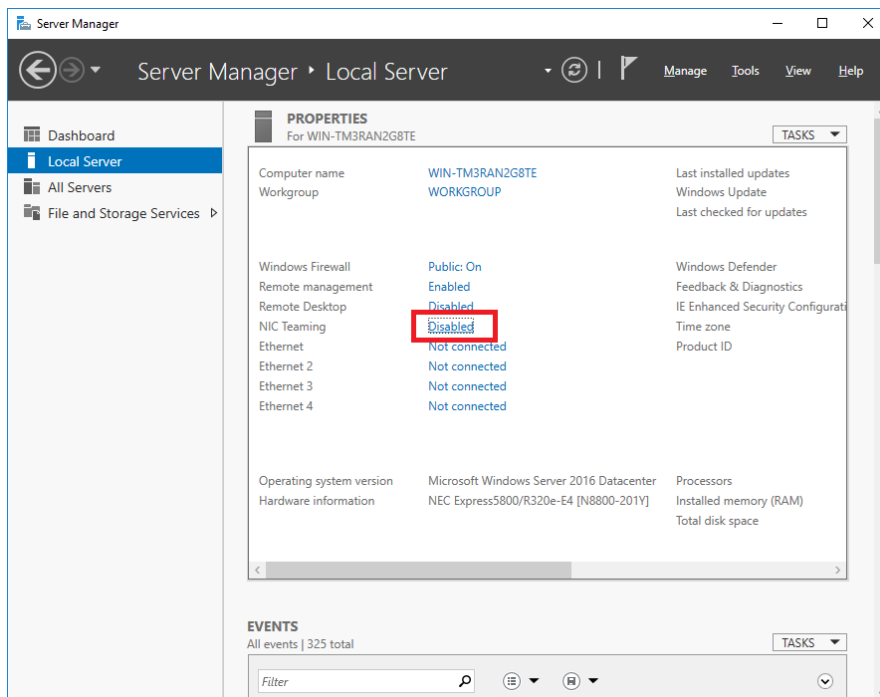 Server Manager
Server Manager ‣ Local Server
Manage Tools View Help
Dashboard
Local Server
All Servers
File and Storage Services
PROPERTIES
For WIN-TM3RAN2G8TE
TASKS
Computer name WIN-TM3RAN2G8TE Last installed updates
Workgroup WORKGROUP Windows Update
Last checked for updates
Windows Firewall Public: On Windows Defender
Remote management Enabled Feedback & Diagnostics
Remote Desktop Disabled IE Enhanced Security Configurati
NIC Teaming Disabled Time zone
Ethernet Not connected Product ID
Ethernet 2 Not connected
Ethernet 3 Not connected
Ethernet 4 Not connected
Operating system version Microsoft Windows Server 2016 Datacenter Processors
Hardware information NEC Express5800/R320e-E4 [N8800-201Y] Installed memory (RAM)
Total disk space
EVENTS
All events | 325 total
TASKS
Filter